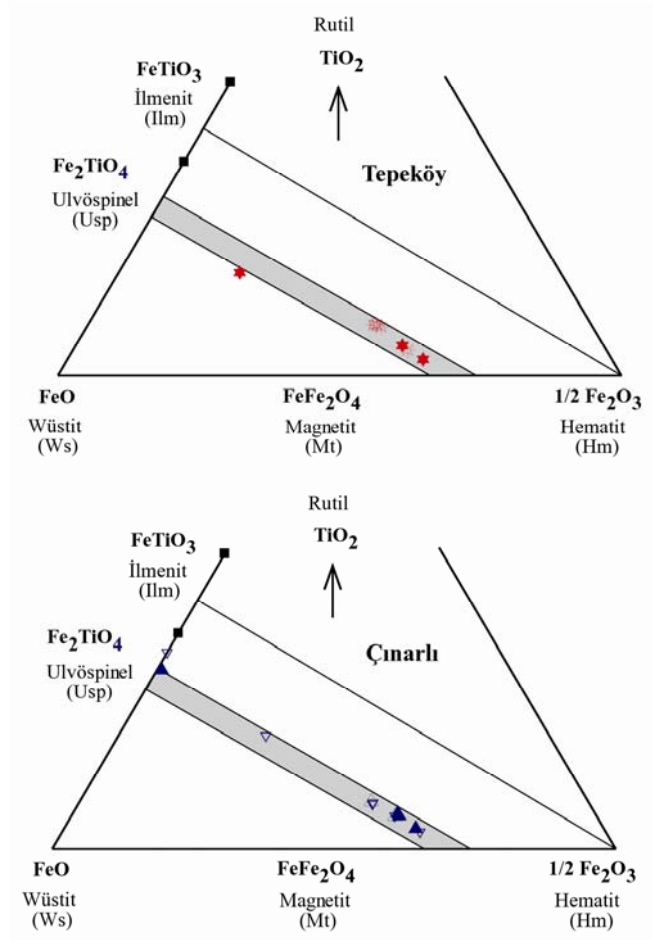 Rutil
TiO2
FeTiO3
İlmenit
(Ilm)
Fe2TiO4
Ulvöspinel
(Usp)
Tepeköy
FeO
Wüstit
(Ws)
FeFe2O4
Magnetit
(Mt)
1/2 Fe2O3
Hematit
(Hm)
Rutil
TiO2
FeTiO3
İlmenit
(Ilm)
Fe2TiO4
Ulvöspinel
(Usp)
Çınarlı
FeO
Wüstit
(Ws)
FeFe2O4
Magnetit
(Mt)
1/2 Fe2O3
Hematit
(Hm)